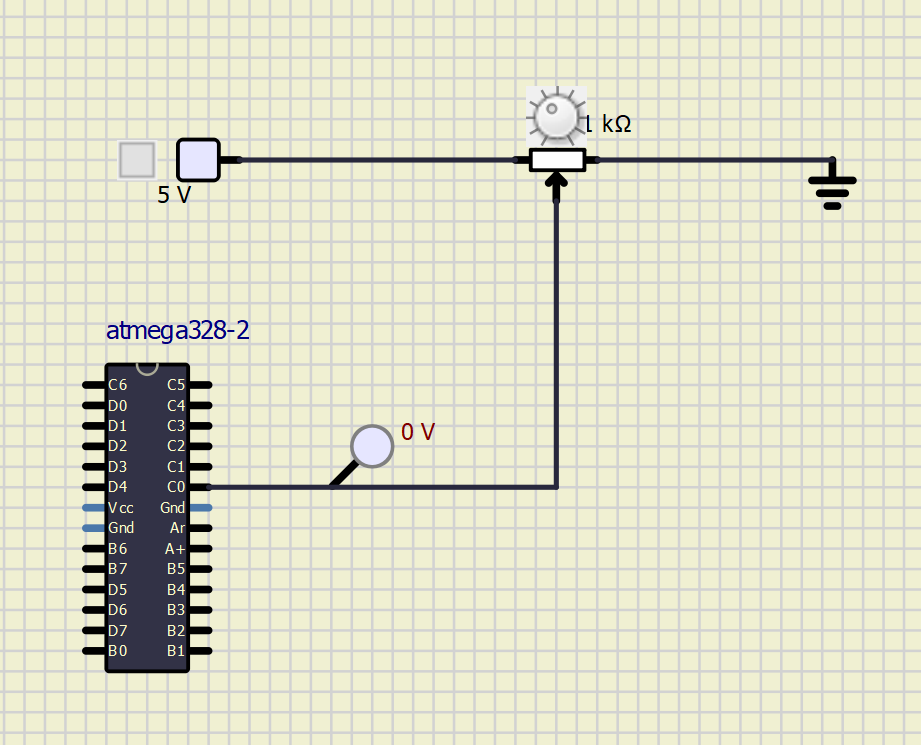 1 kΩ
5 V
atmega328-2
0 V
C6 C5
D0 C4
D1 C3
D2 C2
D3 C1
D4 C0
Vcc Gnd
Gnd Ar
B6 A+
B7 B5
D5 B4
D6 B3
D7 B2
B0 B1